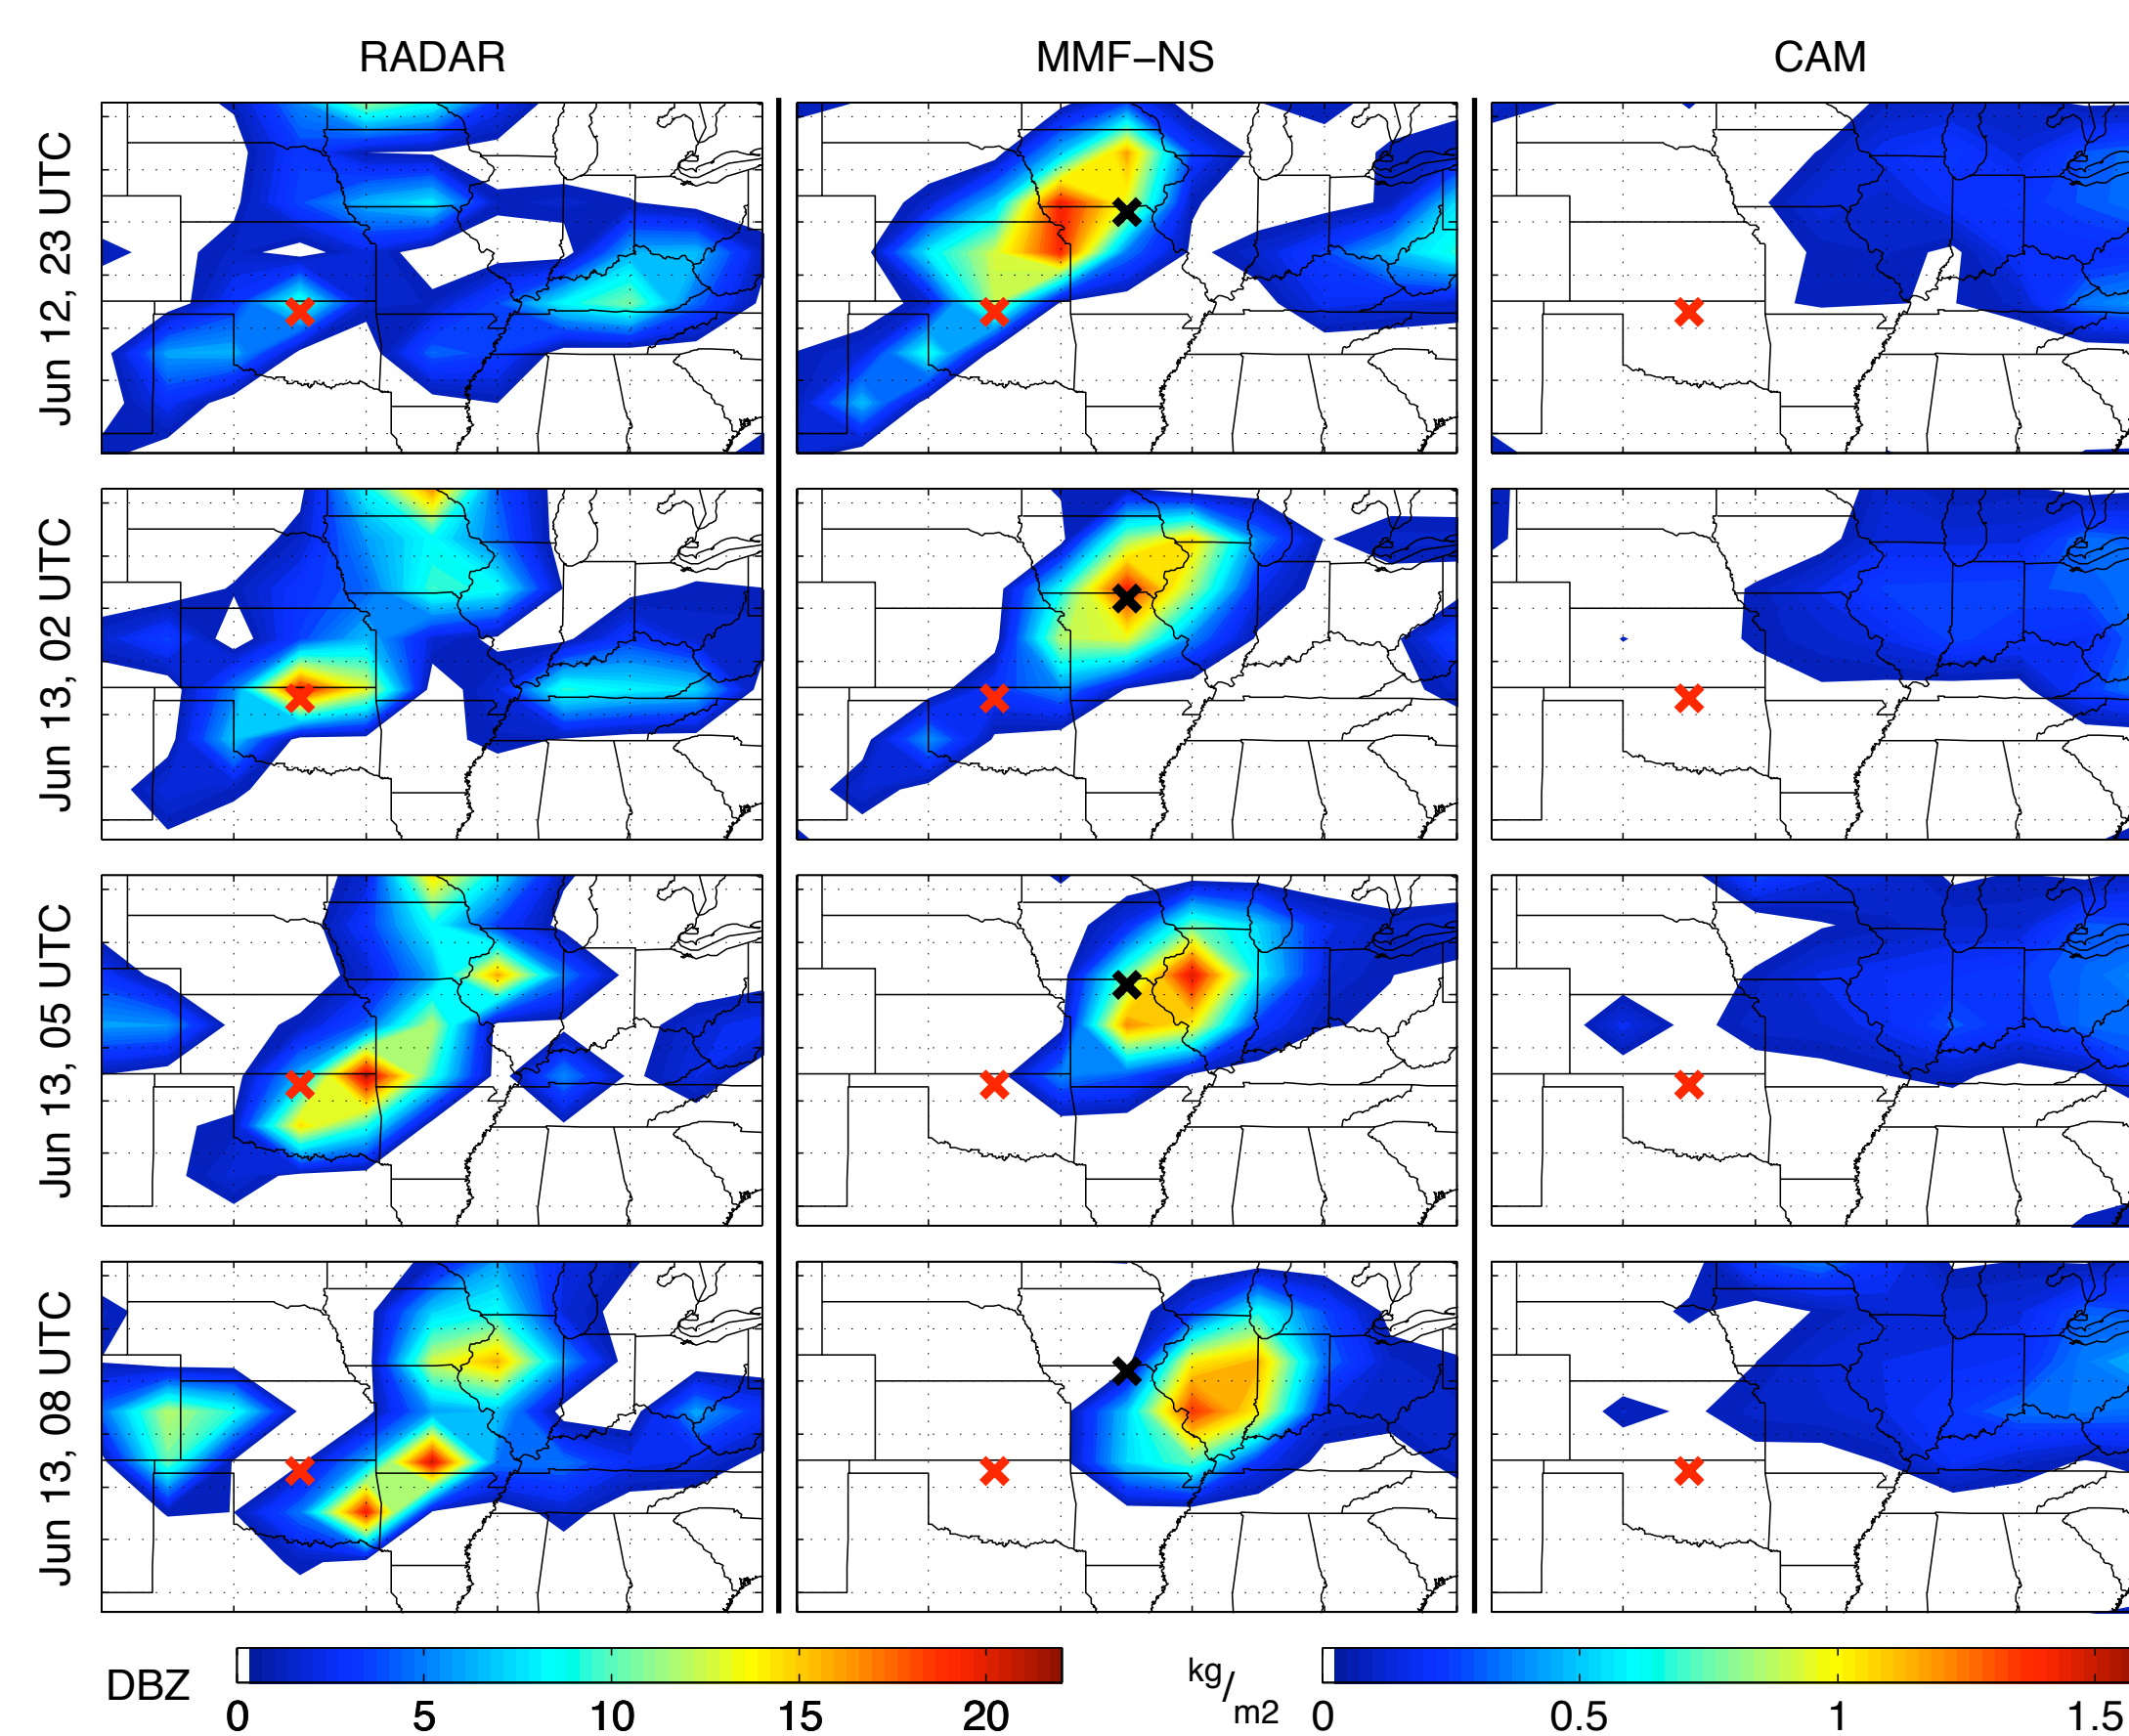 RADAR MMF–NS CAM
Jun 12, 23 UTC
Jun 13, 02 UTC
Jun 13, 05 UTC
Jun 13, 08 UTC
DBZ
0 5 10 15 20
kg/m2
0 0.5 1 1.5